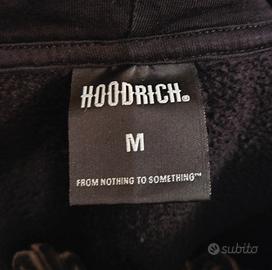 HOODRICH®
M
FROM NOTHING TO SOMETHING™
subito